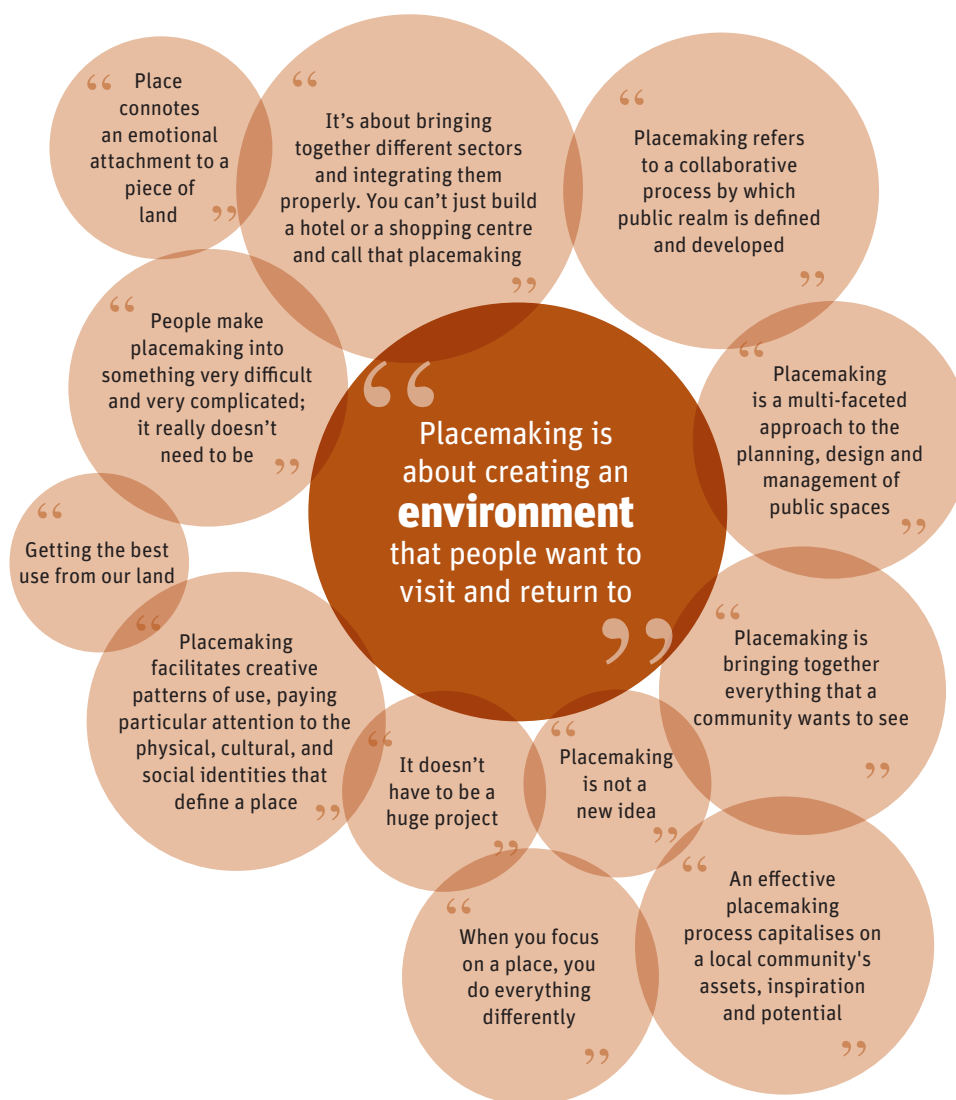 “ Place
connotes
an emotional
attachment to a
piece of
land ”
“
It’s about bringing
together different sectors
and integrating them
properly. You can’t just build
a hotel or a shopping centre
and call that placemaking
”
“
Placemaking refers
to a collaborative
process by which
public realm is defined
and developed
”
“
People make
placemaking into
something very difficult
and very complicated;
it really doesn’t
need to be ”
“
Placemaking is
about creating an
environment
that people want to
visit and return to
”
“
Placemaking
is a multi-faceted
approach to the
planning, design and
management of
public spaces
”
“
Getting the best
use from our land
”
“
Placemaking
facilitates creative
patterns of use, paying
particular attention to the
physical, cultural, and
social identities that
define a place ”
“
It doesn’t
have to be a
huge project
”
“
Placemaking
is not a
new idea
”
“
Placemaking is
bringing together
everything that a
community wants to see
”
“
When you focus
on a place, you
do everything
differently
”
“
An effective
placemaking
process capitalises on
a local community's
assets, inspiration
and potential
”